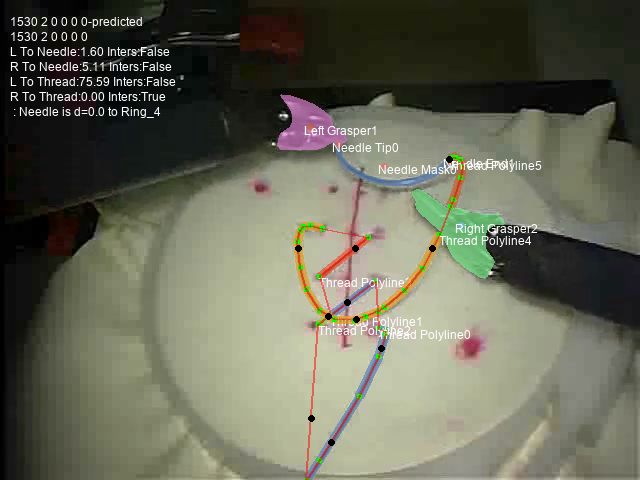 1530 2 0 0 0 0-predicted
1530 2 0 0 0 0
L To Needle:1.60 Inters:False
R To Needle:5.11 Inters:False
L To Thread:75.59 Inters:False
R To Thread:0.00 Inters:True
: Needle is d=0.0 to Ring_4
Left Grasper1
Needle Tip0
Needle Mask0
Thread Polyline5
Right Grasper2
Thread Polyline4
Thread Polyline
Thread Polyline0